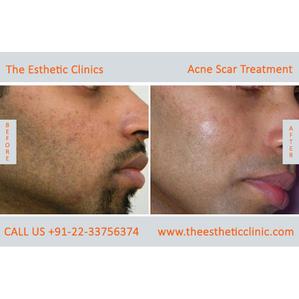 The Esthetic Clinics
Acne Scar Treatment
BEFORE
AFTER
CALL US +91-22-33756374
www.theestheticclinic.com